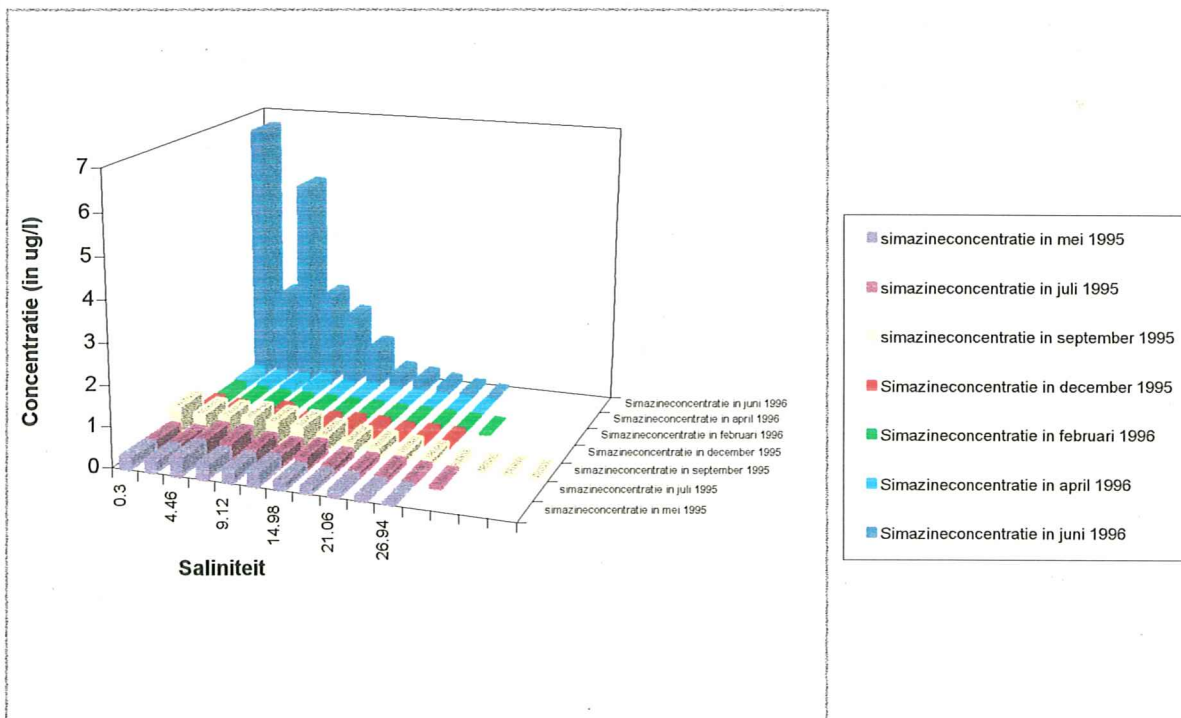 7
6
5
4
3
2
1
0
Concentratie (in ug/l)
0.3
4.46
9.12
14.98
21.06
26.94
Saliniteit
Simazineconcentratie in juni 1996
Simazineconcentratie in april 1996
Simazineconcentratie in februari 1996
Simazineconcentratie in december 1995
simazineconcentratie in september 1995
simazineconcentratie in juli 1995
simazineconcentratie in mei 1995
simazineconcentratie in mei 1995
simazineconcentratie in juli 1995
simazineconcentratie in september 1995
Simazineconcentratie in december 1995
Simazineconcentratie in februari 1996
Simazineconcentratie in april 1996
Simazineconcentratie in juni 1996